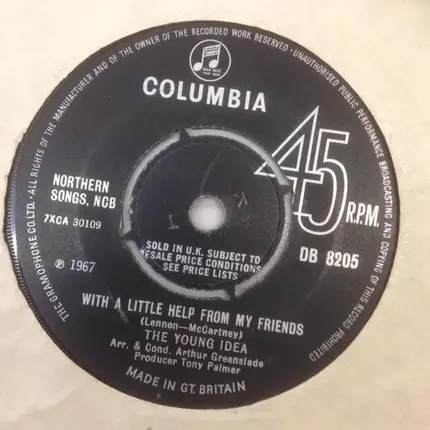 THE GRAMOPHONE CO. LTD. · ALL RIGHTS OF THE MANUFACTURER AND OF THE OWNER OF THE RECORDED WORK RESERVED · UNAUTHORISED PUBLIC PERFORMANCE BROADCASTING AND COPYING OF THIS RECORD PROHIBITED
COLUMBIA
45 R.P.M.
NORTHERN
SONGS, NCB
7XCA 30109
DB 8205
℗ 1967
SOLD IN U.K. SUBJECT TO
RESALE PRICE CONDITIONS
SEE PRICE LISTS
WITH A LITTLE HELP FROM MY FRIENDS
(Lennon—McCartney)
THE YOUNG IDEA
Arr. & Cond. Arthur Greenslade
Producer Tony Palmer
MADE IN GT. BRITAIN